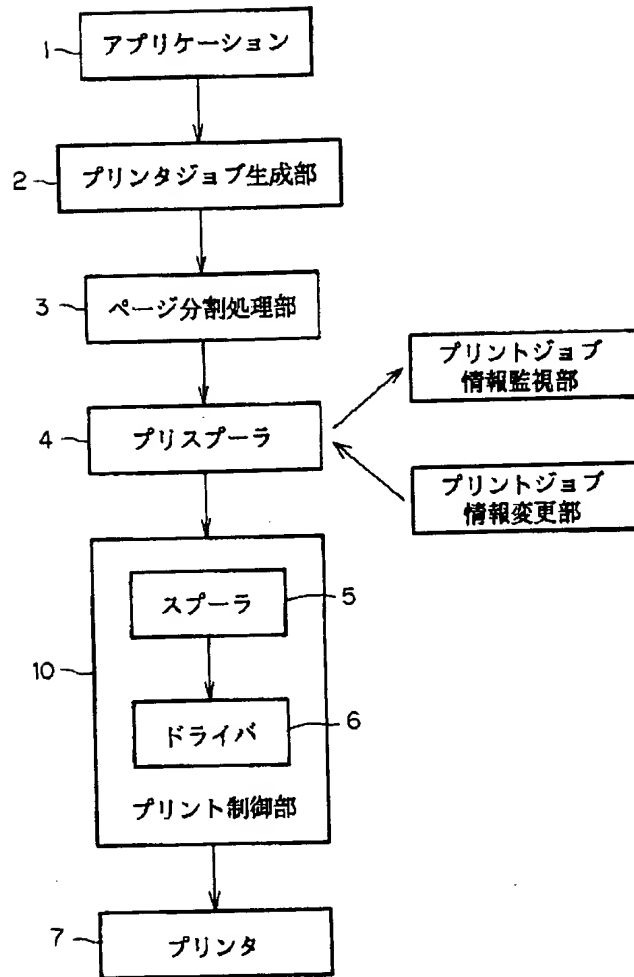 1
アプリケーション
2
プリンタジョブ生成部
3
ページ分割処理部
プリントジョブ
情報監視部
4
プリスプーラ
プリントジョブ
情報変更部
スプーラ
5
10
ドライバ
6
プリント制御部
7
プリンタ